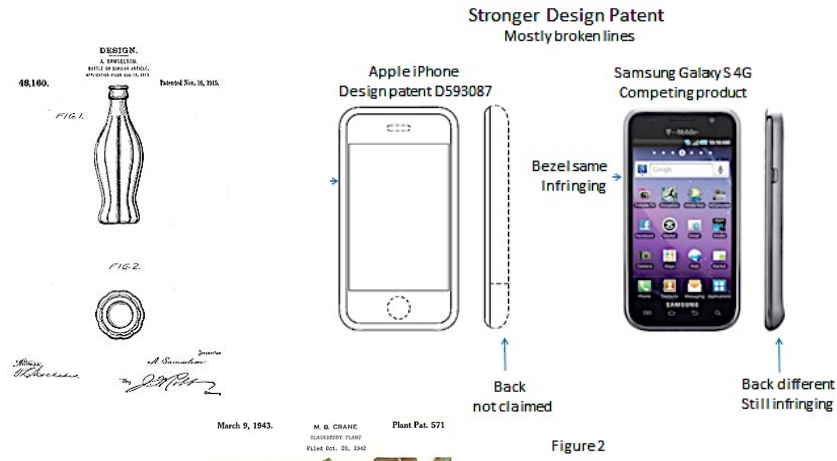 Stronger Design Patent
Mostly broken lines
DESIGN.
A. SAMUELSON.
BOTTLE OR SIMILAR ARTICLE.
48,160.
Patented Nov. 16, 1915.
FIG. 1.
FIG. 2.
A. Samuelson
Apple iPhone
Design patent D593087
Samsung Galaxy S 4G
Competing product
Bezel same
Infringing
T-Mobile
Google
Phone
SAMSUNG
Back
not claimed
Back different
Still infringing
March 9, 1943.
M. B. CRANE
Plant Pat. 571
BLACKBERRY PLANT
Filed Oct. 20, 1942
Figure 2